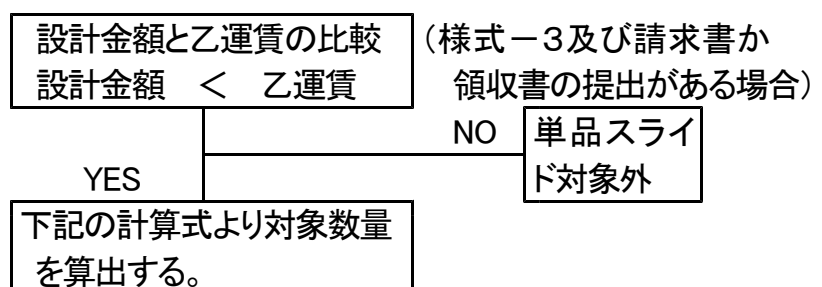 設計金額と乙運賃の比較
設計金額 < 乙運賃
(様式-3及び請求書か
領収書の提出がある場合)
NO
単品スライ
ド対象外
YES
下記の計算式より対象数量
を算出する。